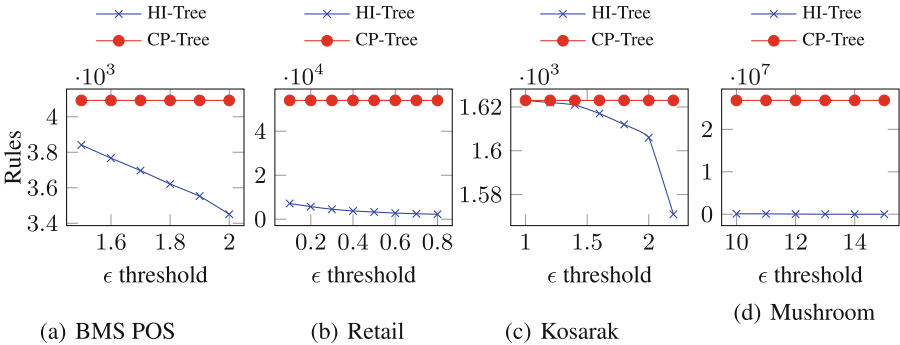 HI-Tree HI-Tree HI-Tree HI-Tree
CP-Tree CP-Tree CP-Tree CP-Tree
·10³ ·10⁴ ·10³ ·10⁷
Rules
4
3.8
3.6
3.4
1.6 1.8 2
ϵ threshold
(a) BMS POS
4
2
0
0.2 0.4 0.6 0.8
ϵ threshold
(b) Retail
1.62
1.6
1.58
1 1.5 2
ϵ threshold
(c) Kosarak
2
1
0
10 12 14
ϵ threshold
(d) Mushroom